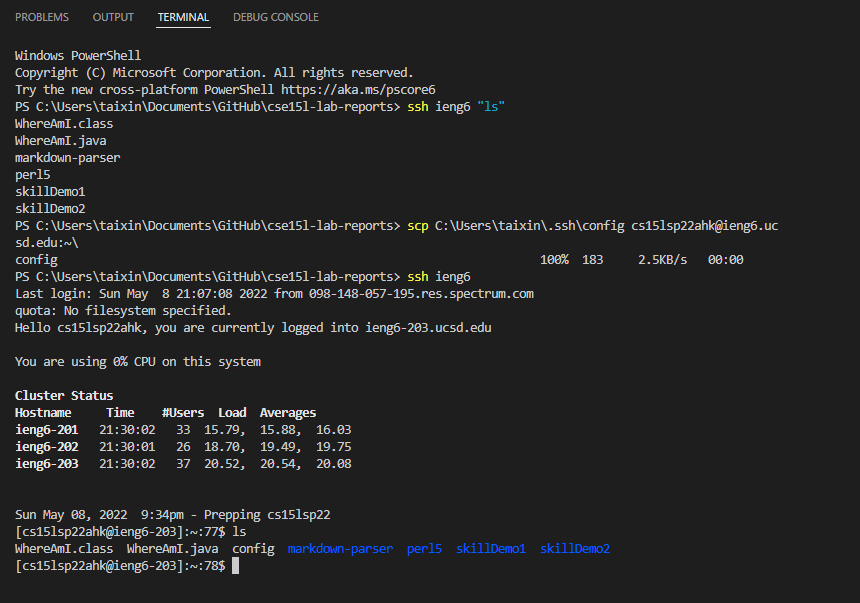 PROBLEMS OUTPUT TERMINAL DEBUG CONSOLE
Windows PowerShell
Copyright (C) Microsoft Corporation. All rights reserved.
Try the new cross-platform PowerShell https://aka.ms/pscore6
PS C:\Users\taixin\Documents\GitHub\cse15l-lab-reports> ssh ieng6 "ls"
WhereAmI.class
WhereAmI.java
markdown-parser
perl5
skillDemo1
skillDemo2
PS C:\Users\taixin\Documents\GitHub\cse15l-lab-reports> scp C:\Users\taixin\.ssh\config cs15lsp22ahk@ieng6.uc
sd.edu:~\
config 100% 183 2.5KB/s 00:00
PS C:\Users\taixin\Documents\GitHub\cse15l-lab-reports> ssh ieng6
Last login: Sun May  8 21:07:08 2022 from 098-148-057-195.res.spectrum.com
quota: No filesystem specified.
Hello cs15lsp22ahk, you are currently logged into ieng6-203.ucsd.edu
You are using 0% CPU on this system
Cluster Status
Hostname Time #Users Load Averages
ieng6-201 21:30:02 33 15.79, 15.88, 16.03
ieng6-202 21:30:01 26 18.70, 19.49, 19.75
ieng6-203 21:30:02 37 20.52, 20.54, 20.08
Sun May 08, 2022  9:34pm - Prepping cs15lsp22
[cs15lsp22ahk@ieng6-203]:~:77$ ls
WhereAmI.class WhereAmI.java config markdown-parser perl5 skillDemo1 skillDemo2
[cs15lsp22ahk@ieng6-203]:~:78$